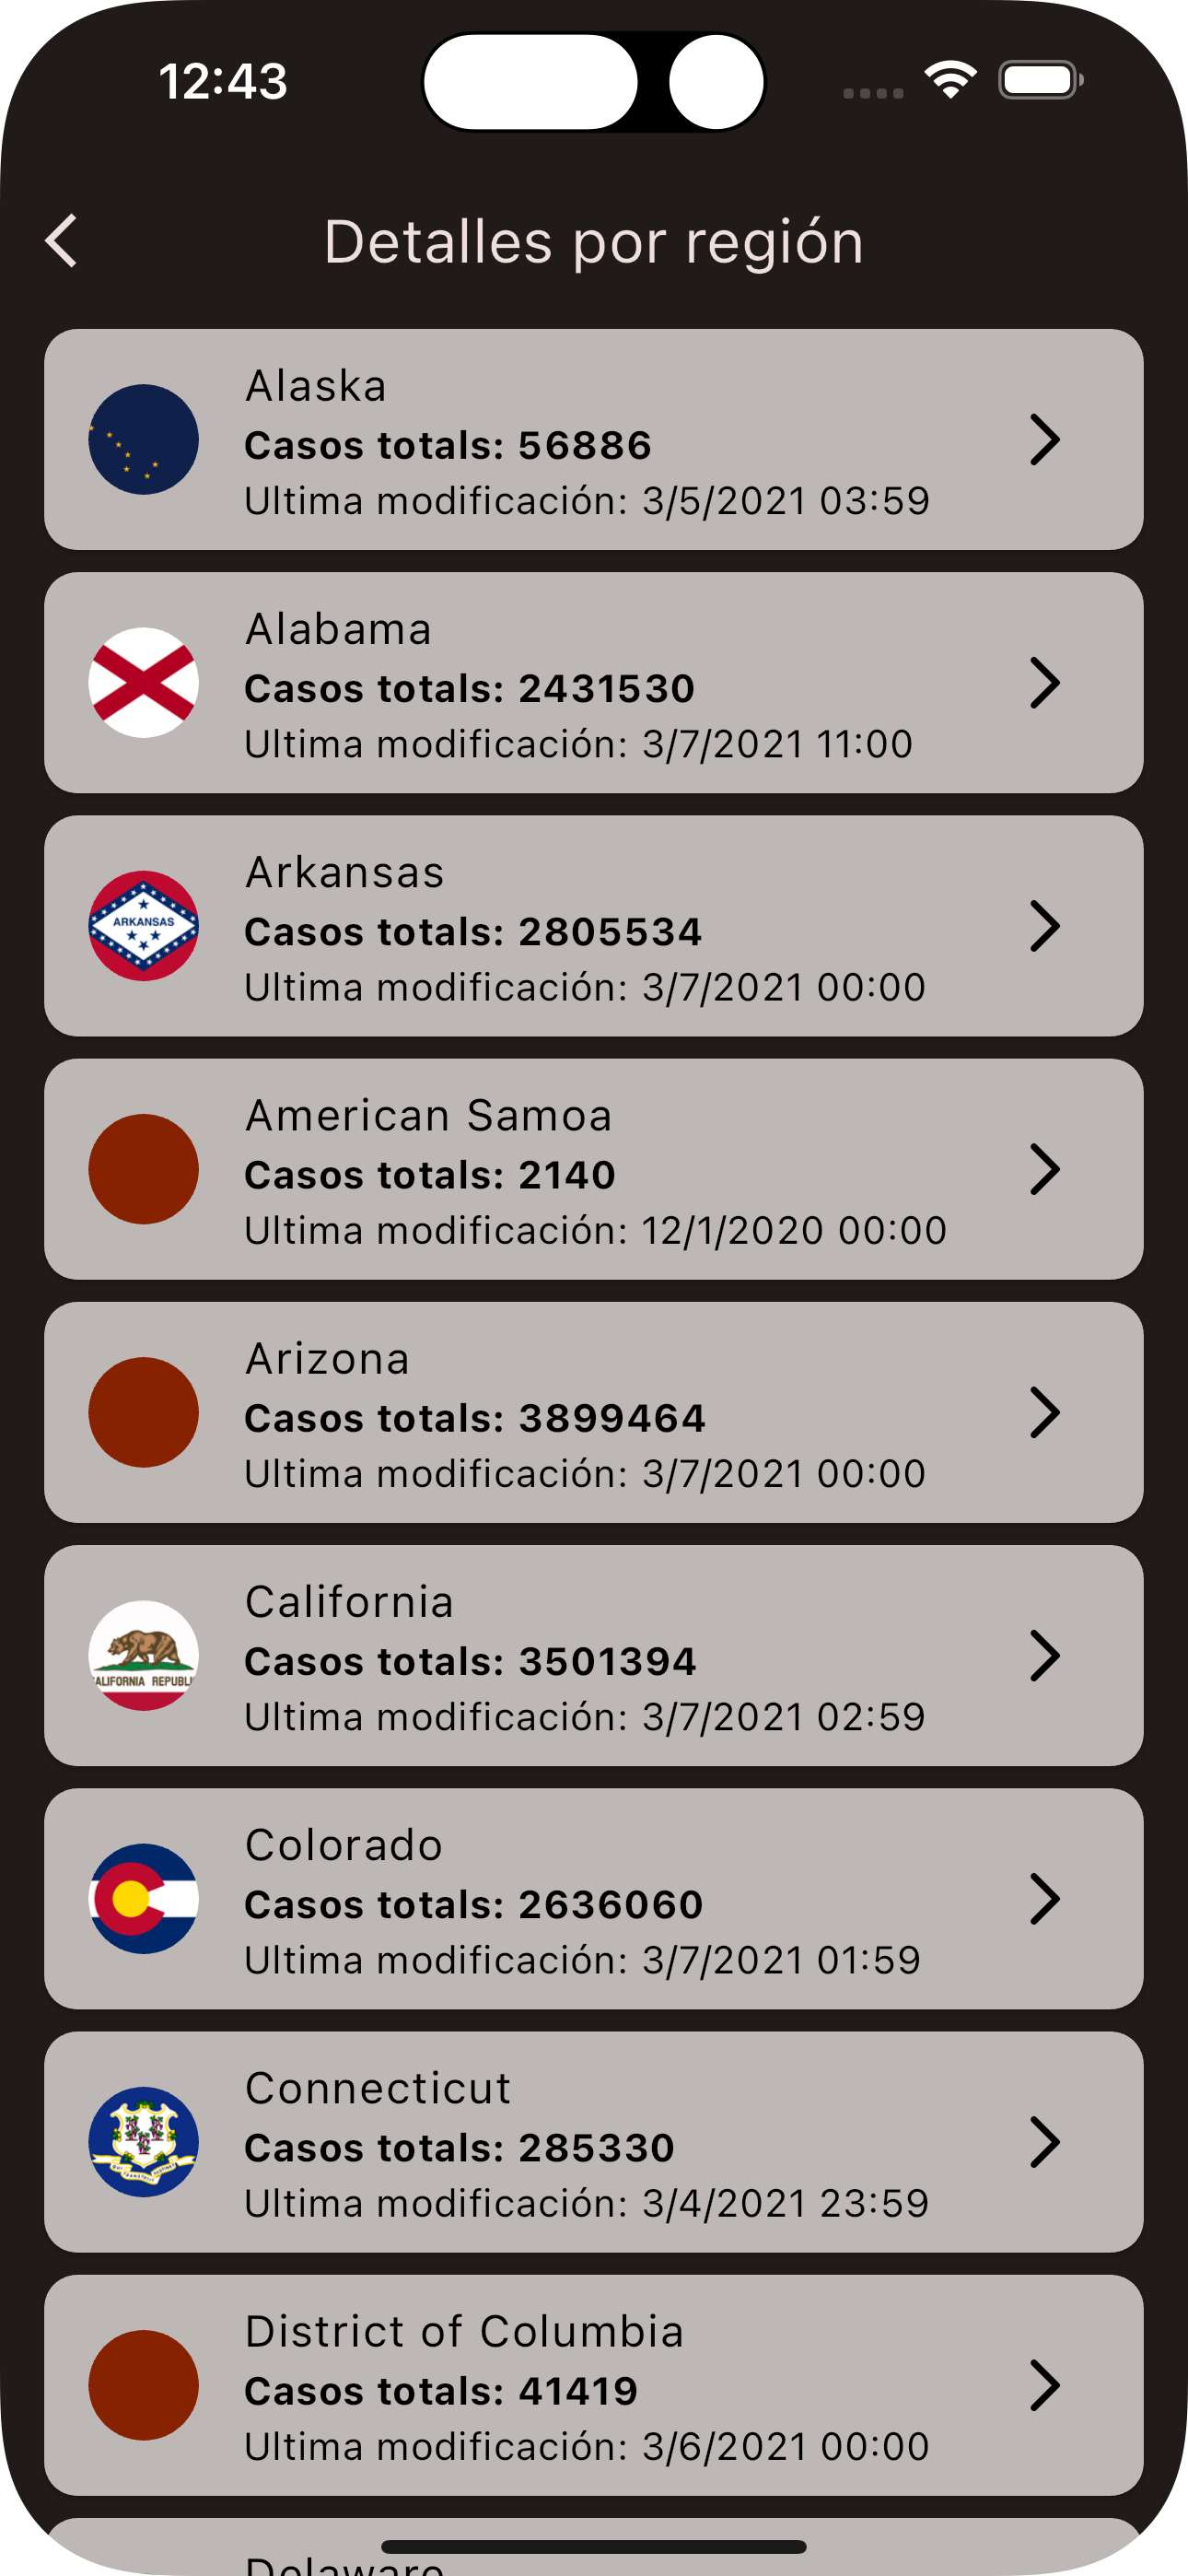 12:43
Detalles por región
Alaska
Casos totals: 56886
Ultima modificación: 3/5/2021 03:59
Alabama
Casos totals: 2431530
Ultima modificación: 3/7/2021 11:00
ARKANSAS
Arkansas
Casos totals: 2805534
Ultima modificación: 3/7/2021 00:00
American Samoa
Casos totals: 2140
Ultima modificación: 12/1/2020 00:00
Arizona
Casos totals: 3899464
Ultima modificación: 3/7/2021 00:00
California
Casos totals: 3501394
ALIFORNIA REPUBLI
Ultima modificación: 3/7/2021 02:59
Colorado
Casos totals: 2636060
Ultima modificación: 3/7/2021 01:59
Connecticut
Casos totals: 285330
Ultima modificación: 3/4/2021 23:59
District of Columbia
Casos totals: 41419
Ultima modificación: 3/6/2021 00:00
Delaware